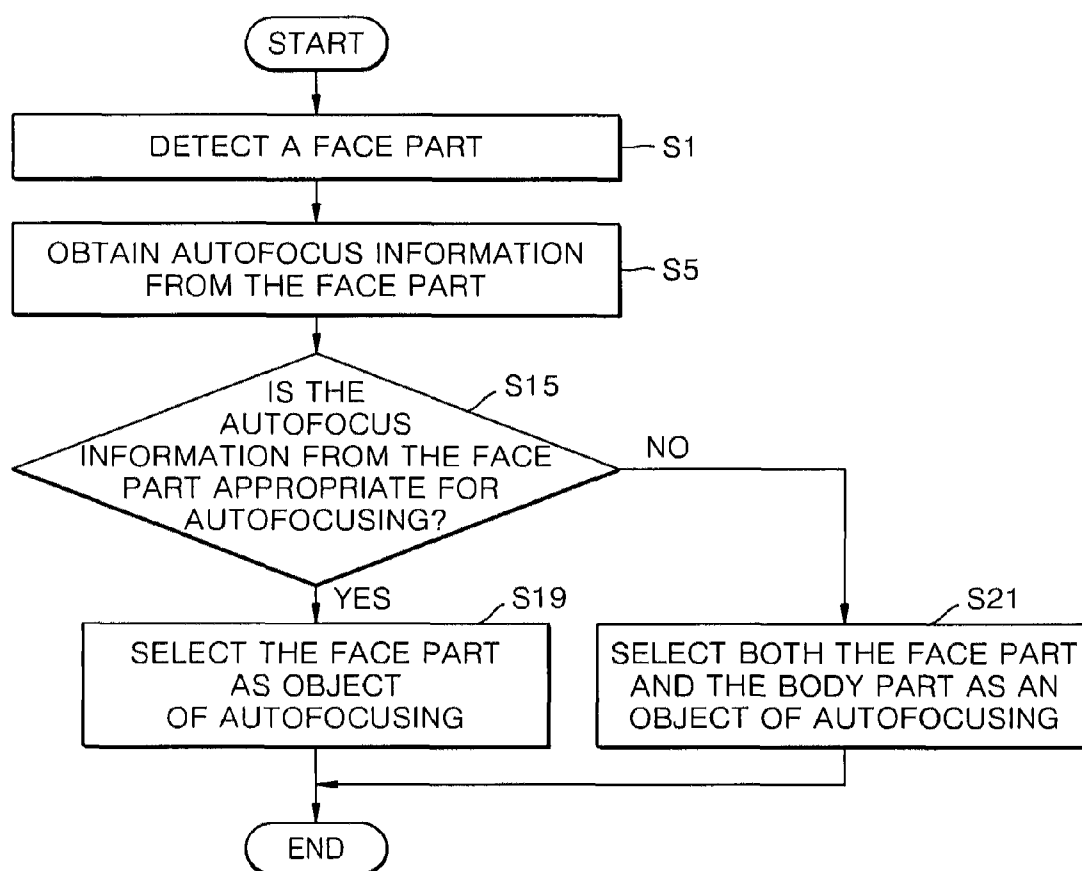 START
DETECT A FACE PART
S1
OBTAIN AUTOFOCUS INFORMATION
FROM THE FACE PART
S5
IS THE
AUTOFOCUS
INFORMATION FROM THE FACE
PART APPROPRIATE FOR
AUTOFOCUSING?
S15
NO
YES
S19
SELECT THE FACE PART
AS OBJECT
OF AUTOFOCUSING
S21
SELECT BOTH THE FACE PART
AND THE BODY PART AS AN
OBJECT OF AUTOFOCUSING
END